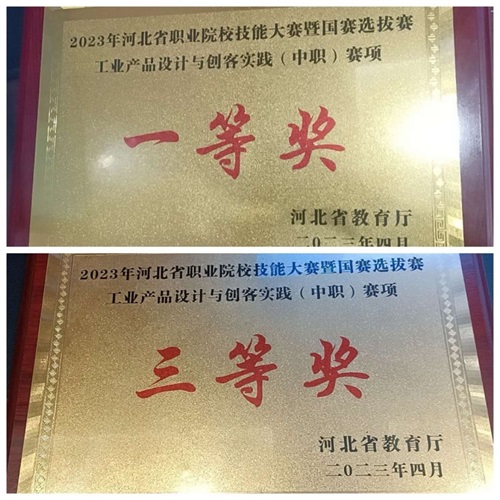 2023年河北省职业院校技能大赛暨国赛选拔赛
工业产品设计与创客实践（中职）赛项
一等奖
河北省教育厅
二〇二三年四月
2023年河北省职业院校技能大赛暨国赛选拔赛
工业产品设计与创客实践（中职）赛项
三等奖
河北省教育厅
二〇二三年四月